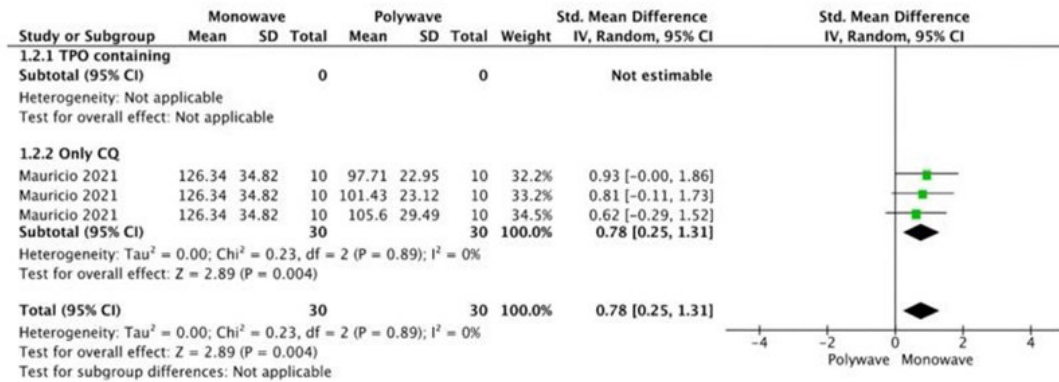 Monowave Polywave Std. Mean Difference Std. Mean Difference
Study or Subgroup Mean SD Total Mean SD Total Weight IV, Random, 95% CI IV, Random, 95% CI
1.2.1 TPO containing
Subtotal (95% CI) 0 0 Not estimable
Heterogeneity: Not applicable
Test for overall effect: Not applicable
1.2.2 Only CQ
Mauricio 2021 126.34 34.82 10 97.71 22.95 10 32.2% 0.93 [-0.00, 1.86]
Mauricio 2021 126.34 34.82 10 101.43 23.12 10 33.2% 0.81 [-0.11, 1.73]
Mauricio 2021 126.34 34.82 10 105.6 29.49 10 34.5% 0.62 [-0.29, 1.52]
Subtotal (95% CI) 30 30 100.0% 0.78 [0.25, 1.31]
Heterogeneity: Tau² = 0.00; Chi² = 0.23, df = 2 (P = 0.89); I² = 0%
Test for overall effect: Z = 2.89 (P = 0.004)
Total (95% CI) 30 30 100.0% 0.78 [0.25, 1.31]
Heterogeneity: Tau² = 0.00; Chi² = 0.23, df = 2 (P = 0.89); I² = 0%
Test for overall effect: Z = 2.89 (P = 0.004)
Test for subgroup differences: Not applicable
-4 -2 0 2 4
Polywave Monowave